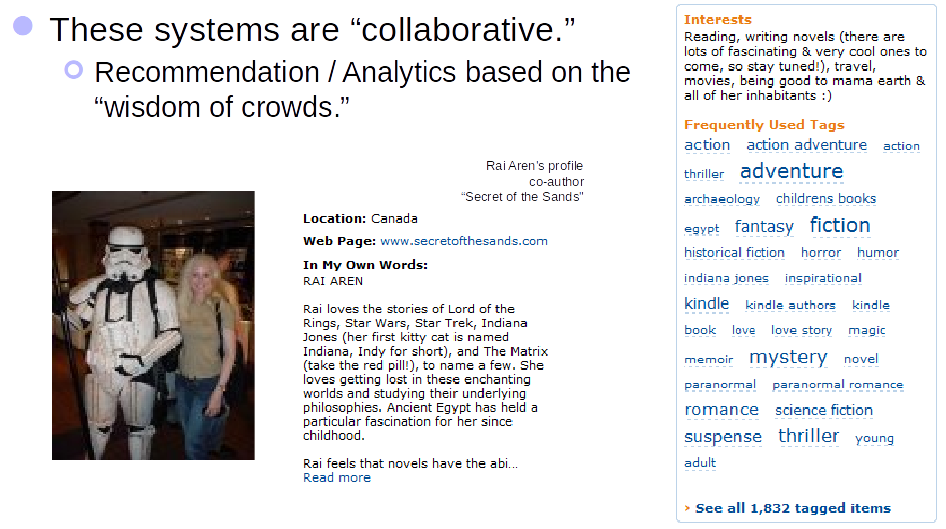 These systems are “collaborative.”
Recommendation / Analytics based on the
“wisdom of crowds.”
Rai Aren’s profile
co-author
“Secret of the Sands”
Location: Canada
Web Page: www.secretofthesands.com
In My Own Words:
RAI AREN
Rai loves the stories of Lord of the
Rings, Star Wars, Star Trek, Indiana
Jones (her first kitty cat is named
Indiana, Indy for short), and The Matrix
(take the red pill!), to name a few. She
loves getting lost in these enchanting
worlds and studying their underlying
philosophies. Ancient Egypt has held a
particular fascination for her since
childhood.
Rai feels that novels have the abi...
Read more
Interests
Reading, writing novels (there are
lots of fascinating & very cool ones to
come, so stay tuned!), travel,
movies, being good to mama earth &
all of her inhabitants :)
Frequently Used Tags
action action adventure action
thriller adventure
archaeology childrens books
egypt fantasy fiction
historical fiction horror humor
indiana jones inspirational
kindle kindle authors kindle
book love love story magic
memoir mystery novel
paranormal paranormal romance
romance science fiction
suspense thriller young
adult
› See all 1,832 tagged items